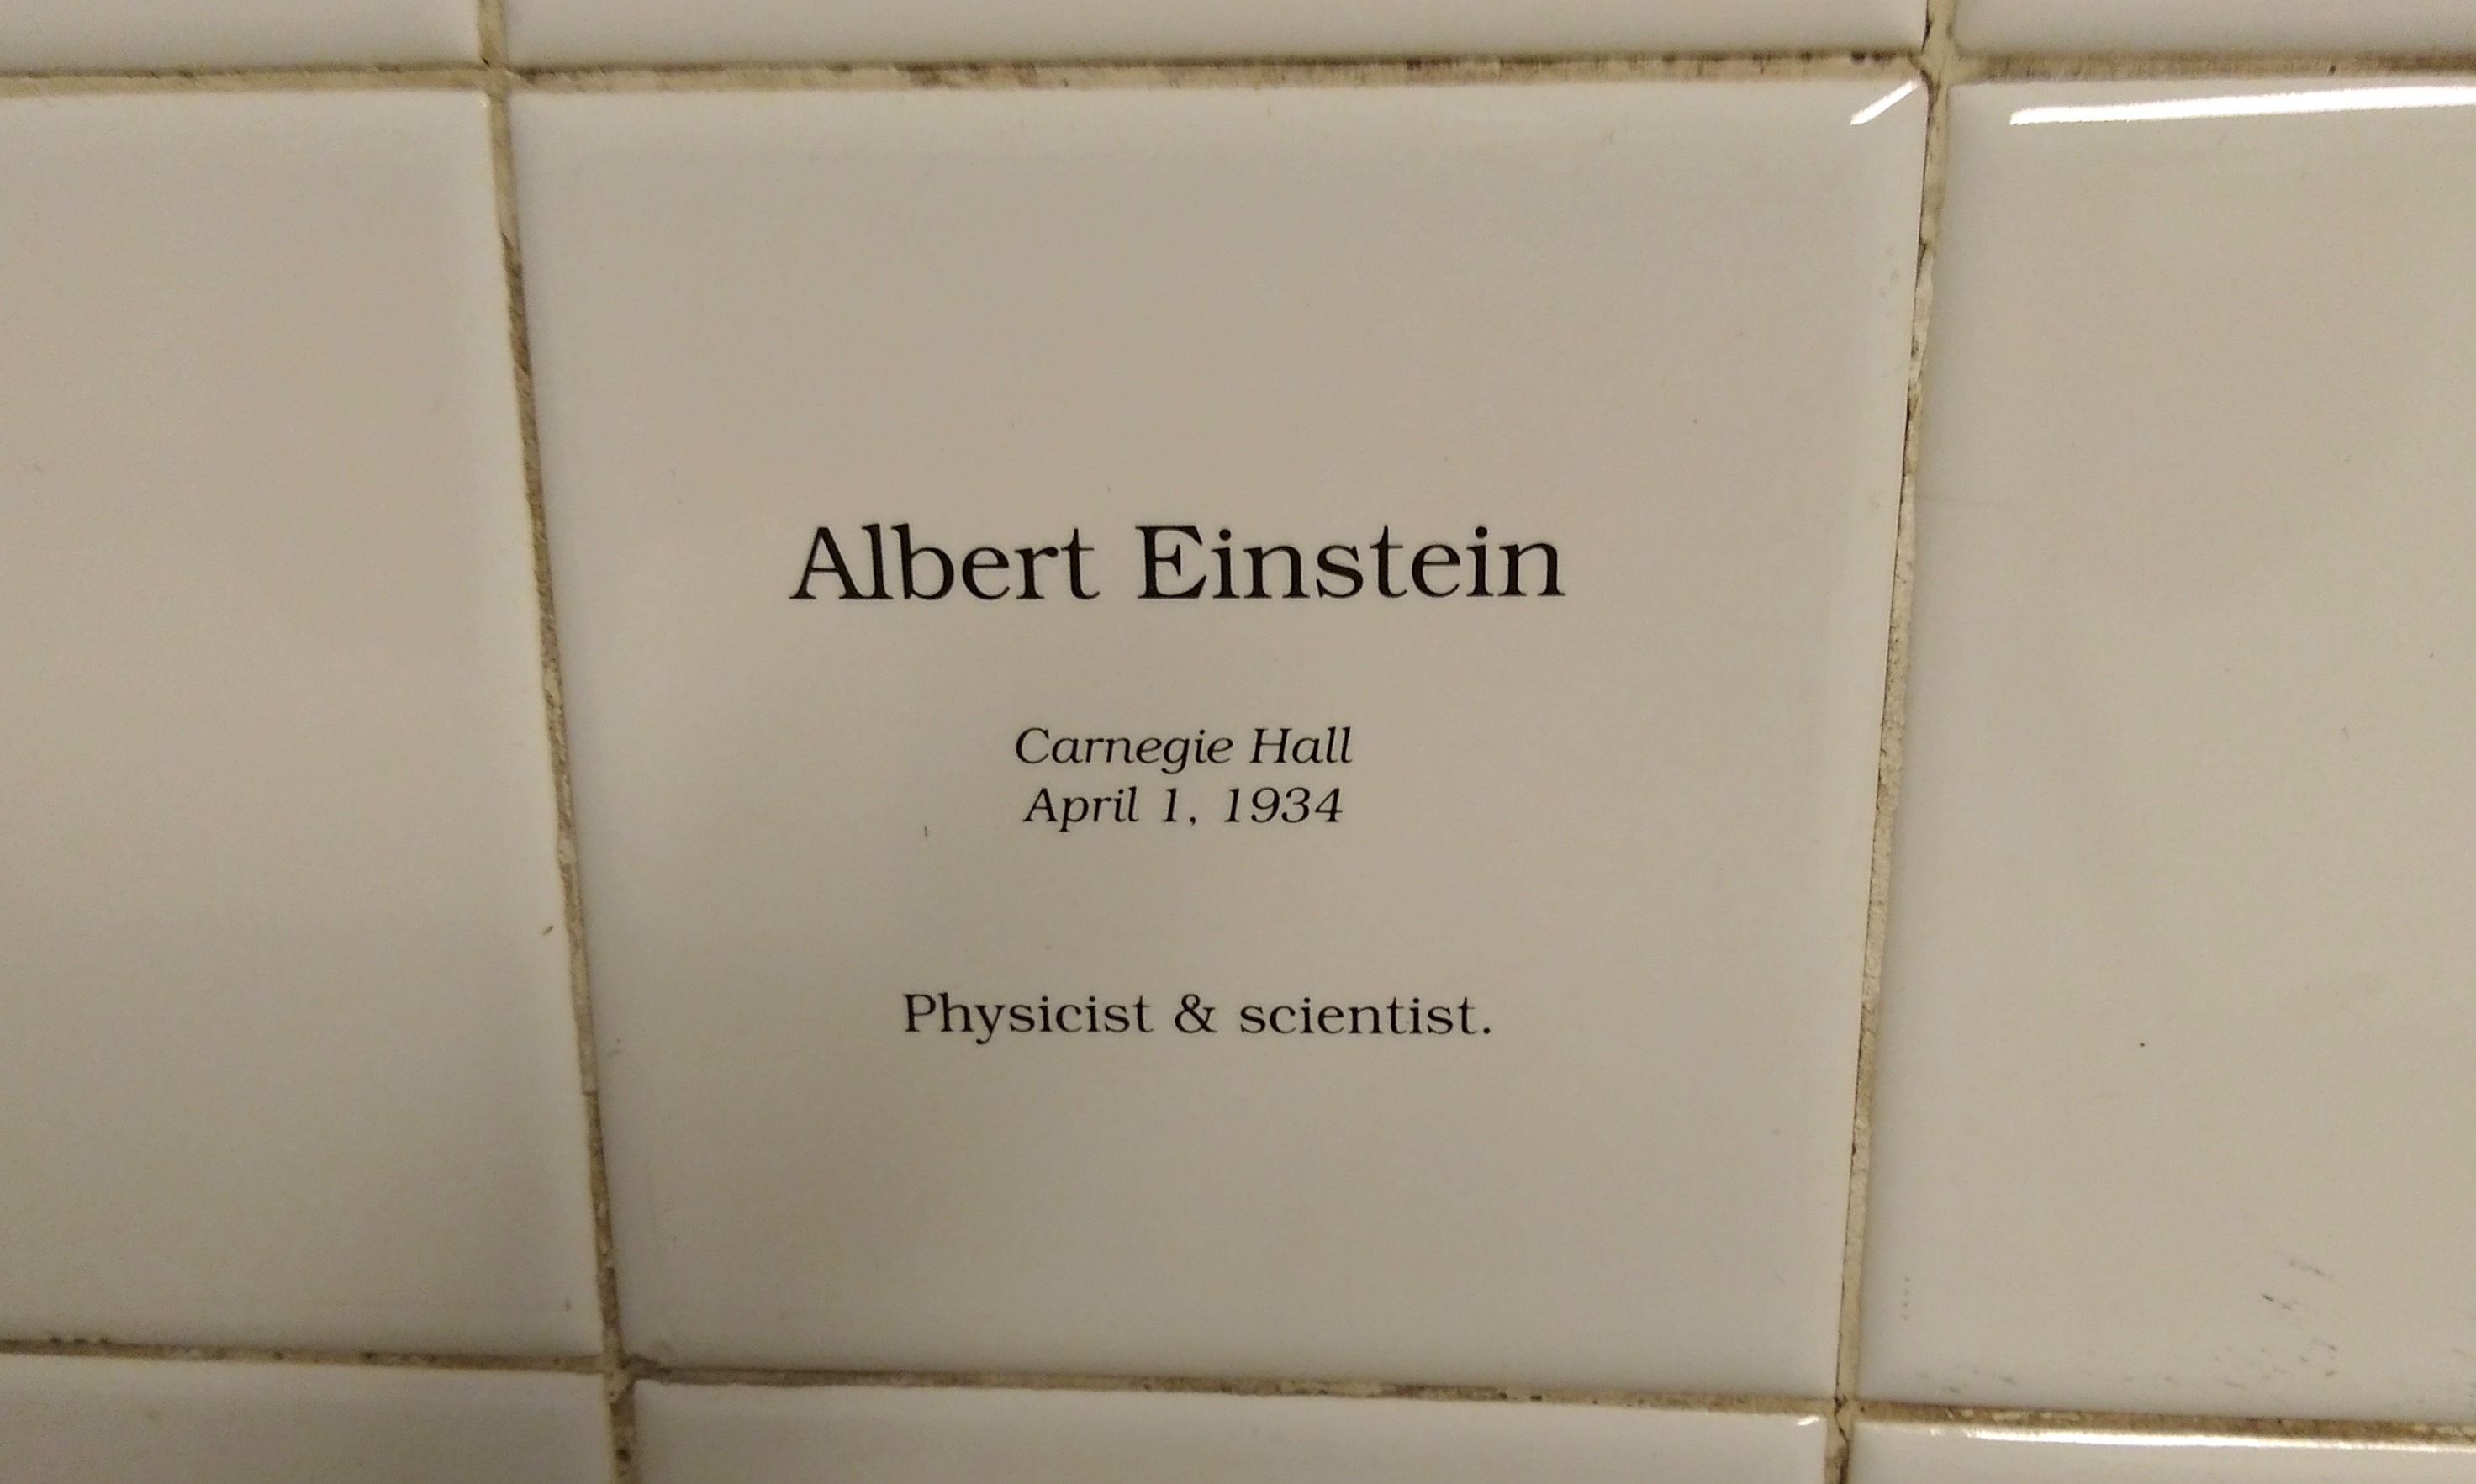 Albert Einstein
Carnegie Hall
April 1, 1934
Physicist & scientist.